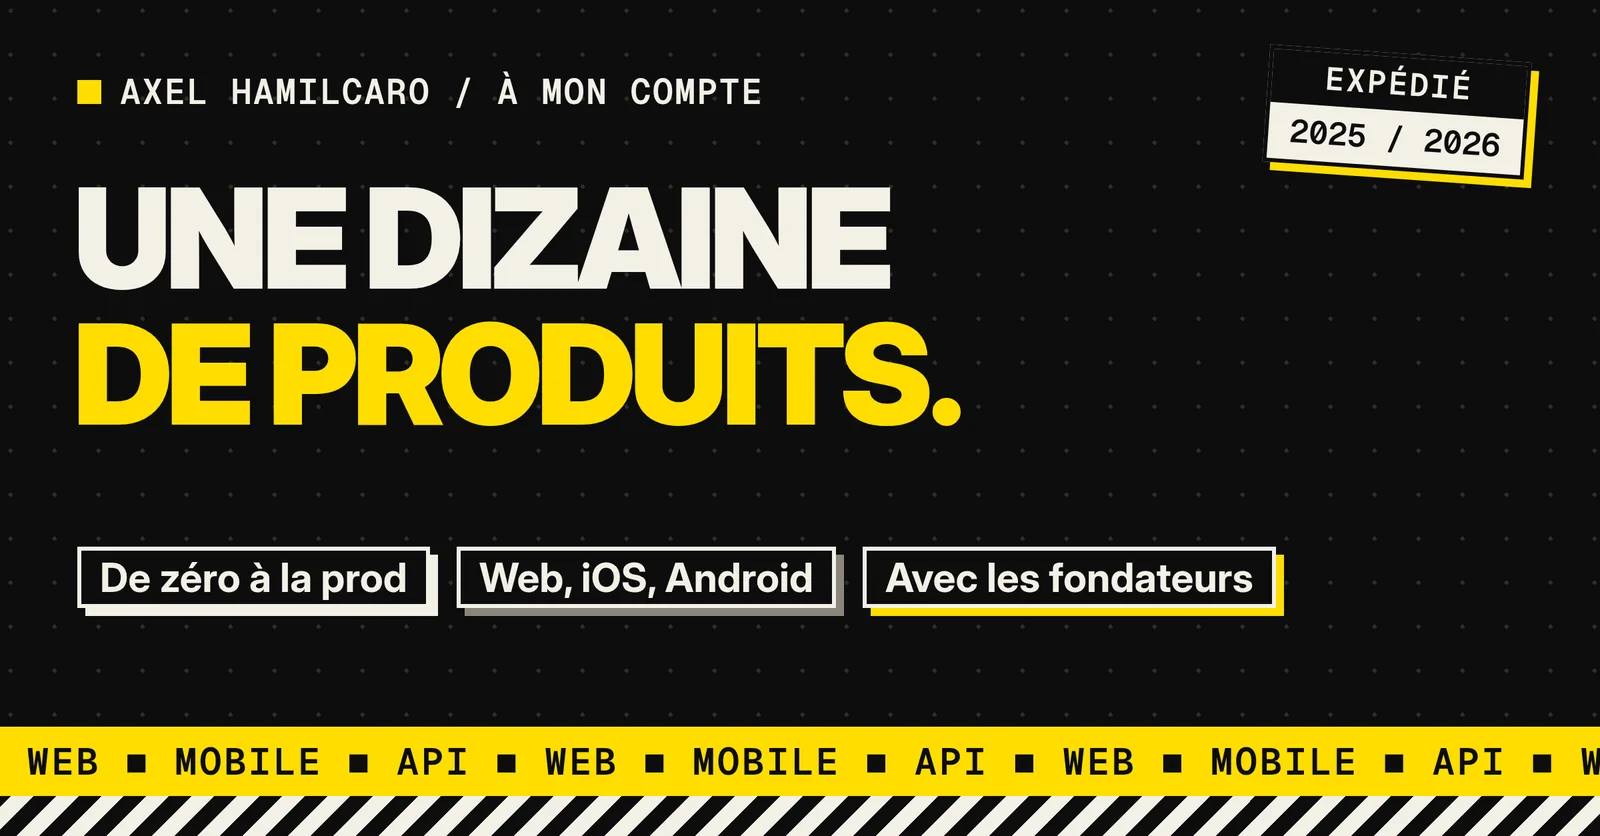 AXEL HAMILCARO / À MON COMPTE
EXPÉDIÉ
2025 / 2026
UNE DIZAINE
DE PRODUITS.
De zéro à la prod
Web, iOS, Android
Avec les fondateurs
WEB ■ MOBILE ■ API ■ WEB ■ MOBILE ■ API ■ WEB ■ MOBILE ■ API ■ W